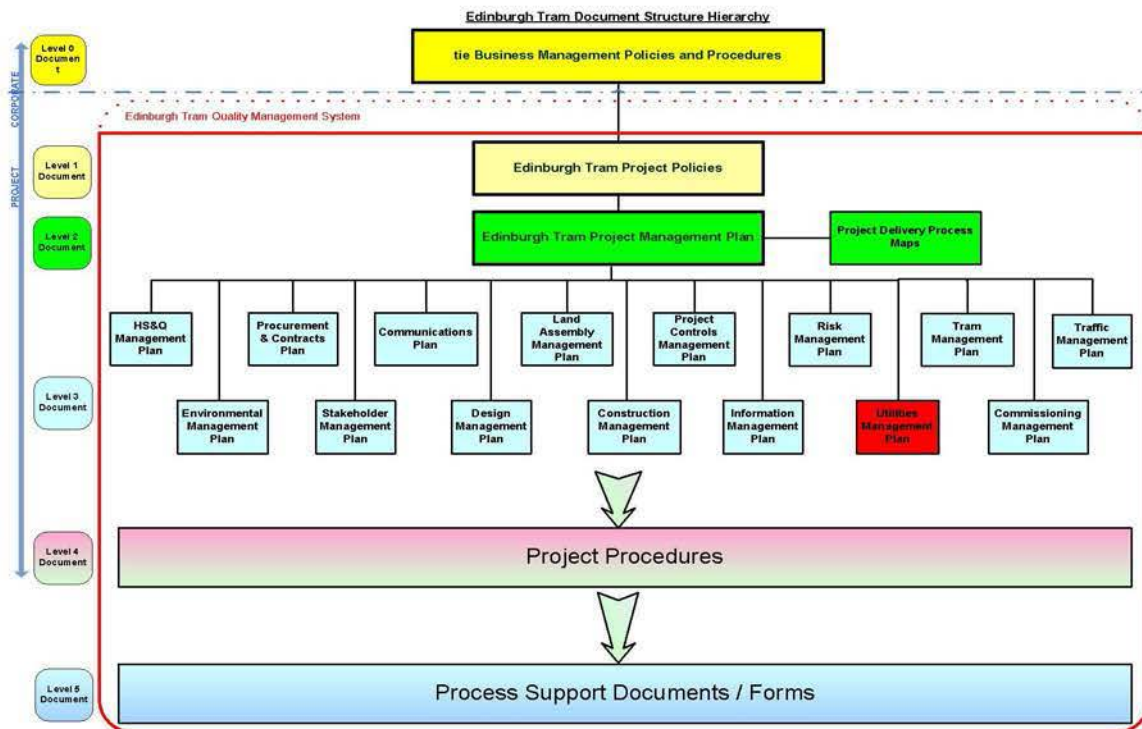 Edinburgh Tram Document Structure Hierarchy
Level 0
Documen
t
tie Business Management Policies and Procedures
CORPORATE
PROJECT
Edinburgh Tram Quality Management System
Level 1
Document
Edinburgh Tram Project Policies
Level 2
Document
Edinburgh Tram Project Management Plan
Project Delivery Process
Maps
HS&Q
Management
Plan
Procurement
& Contracts
Plan
Communications
Plan
Land
Assembly
Management
Plan
Project
Controls
Management
Plan
Risk
Management
Plan
Tram
Management
Plan
Traffic
Management
Plan
Level 3
Document
Environmental
Management
Plan
Stakeholder
Management
Plan
Design
Management
Plan
Construction
Management
Plan
Information
Management
Plan
Utilities
Management
Plan
Commissioning
Management
Plan
Level 4
Document
Project Procedures
Level 5
Document
Process Support Documents / Forms